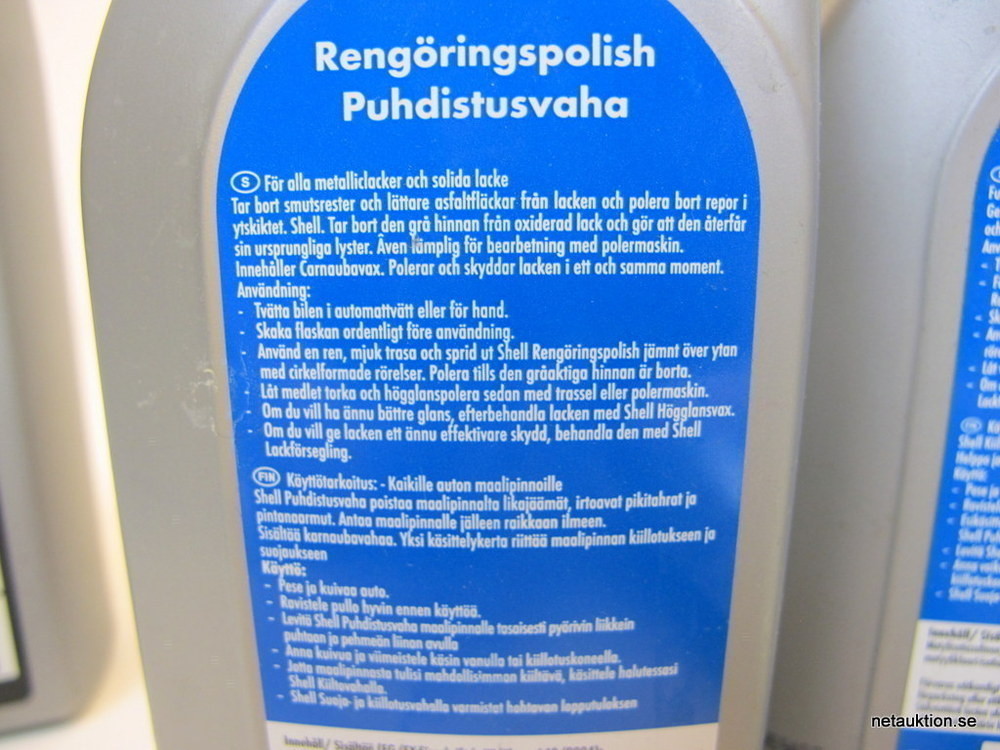 Rengöringspolish
Puhdistusvaha
S För alla metalliclacker och solida lacke
Tar bort smutsrester och lättare asfaltfläckar från lacken och polera bort repor i
ytskiktet. Shell. Tar bort den grå hinnan från oxiderad lack och gör att den återfår
sin ursprungliga lyster. Även lämplig för bearbetning med polermaskin.
Innehåller Carnaubavax. Polerar och skyddar lacken i ett och samma moment.
Användning:
- Tvätta bilen i automattvätt eller för hand.
- Skaka flaskan ordentligt före användning.
- Använd en ren, mjuk trasa och sprid ut Shell Rengöringspolish jämnt över ytan
med cirkelformade rörelser. Polera tills den gråaktiga hinnan är borta.
- Låt medlet torka och högglanspolera sedan med trassel eller polermaskin.
- Om du vill ha ännu bättre glans, efterbehandla lacken med Shell Högglansvax.
- Om du vill ge lacken ett ännu effektivare skydd, behandla den med Shell
Lackförsegling.
FIN Käyttötarkoitus: - Kaikille auton maalipinnoille
Shell Puhdistusvaha poistaa maalipinnalta likajäämät, irtoavat pikitahrat ja
pintanaarmut. Antaa maalipinnalle jälleen raikkaan ilmeen.
Sisältää karnaubavahaa. Yksi käsittelykerta riittää maalipinnan kiillotukseen ja
suojaukseen
Käyttö:
- Pese ja kuivaa auto.
- Ravistele pullo hyvin ennen käyttöä.
- Levitä Shell Puhdistusvaha maalipinnalle tasaisesti pyörivin liikkein
puhtaan ja pehmeän liinan avulla
- Anna kuivua ja viimeistele käsin vanulla tai kiillotuskoneella.
- Jotta maalipinnasta tulisi mahdollisimman kiiltävä, käsittele halutessasi
Shell Kiiltovahalla.
- Shell Suoja- ja kiillotusvahalla varmistat hohtavan lopputuloksen
Innehåll/ Sisältää
netauktion.se